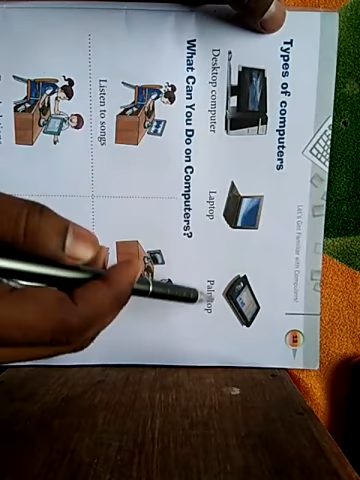 LET'S Get Familiar with Computers!
11
Types of computers
Desktop computer
Laptop
Palmtop
What Can You Do on Computers?
Listen to songs